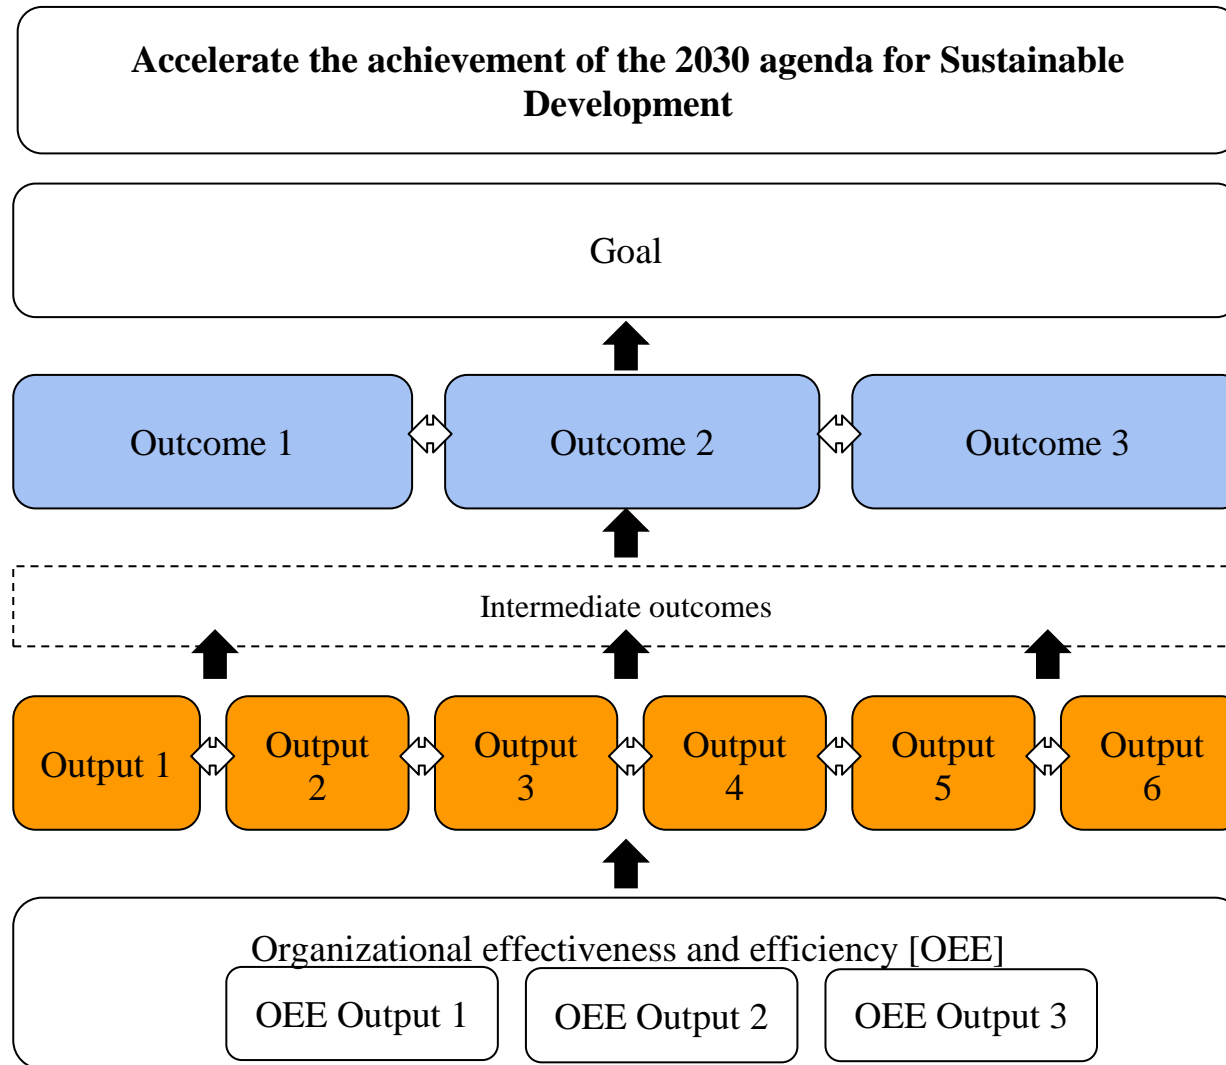 Accelerate the achievement of the 2030 agenda for Sustainable
Development
Goal
Outcome 1
Outcome 2
Outcome 3
Intermediate outcomes
Output 1
Output
2
Output
3
Output
4
Output
5
Output
6
Organizational effectiveness and efficiency [OEE]
OEE Output 1
OEE Output 2
OEE Output 3